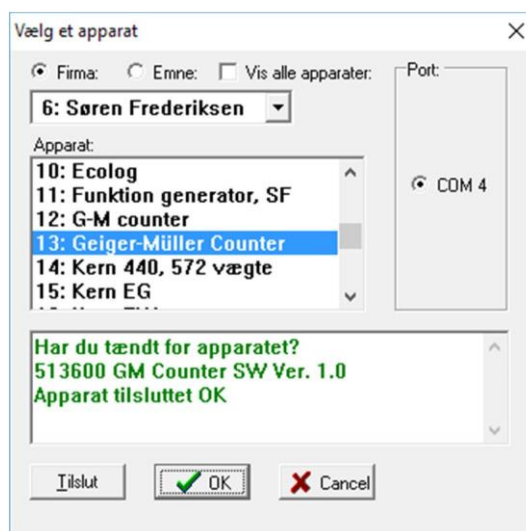 Vælg et apparat
Firma: Emne: Vis alle apparater:
Port:
6: Søren Frederiksen
Apparat:
10: Ecolog
11: Funktion generator, SF
12: G-M counter
13: Geiger-Müller Counter
14: Kern 440, 572 vægte
15: Kern EG
COM 4
Har du tændt for apparatet?
513600 GM Counter SW Ver. 1.0
Apparat tilsluttet OK
Tilslut OK Cancel